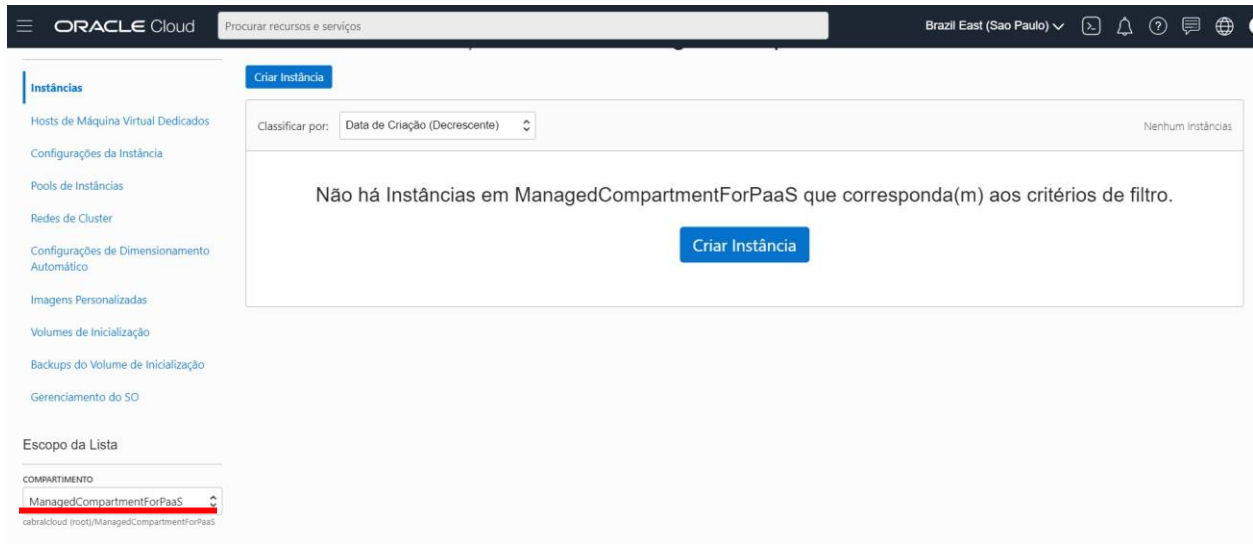 ORACLE Cloud
Procurar recursos e serviços
Brazil East (Sao Paulo)
Instâncias
Hosts de Máquina Virtual Dedicados
Configurações da Instância
Pools de Instâncias
Redes de Cluster
Configurações de Dimensionamento
Automático
Imagens Personalizadas
Volumes de Inicialização
Backups do Volume de Inicialização
Gerenciamento do SO
Escopo da Lista
COMPARTIMENTO
ManagedCompartmentForPaaS
cabralcloud (root)/ManagedCompartmentForPaaS
Criar Instância
Classificar por:
Data de Criação (Decrescente)
Nenhum Instâncias
Não há Instâncias em ManagedCompartmentForPaaS que corresponda(m) aos critérios de filtro.
Criar Instância